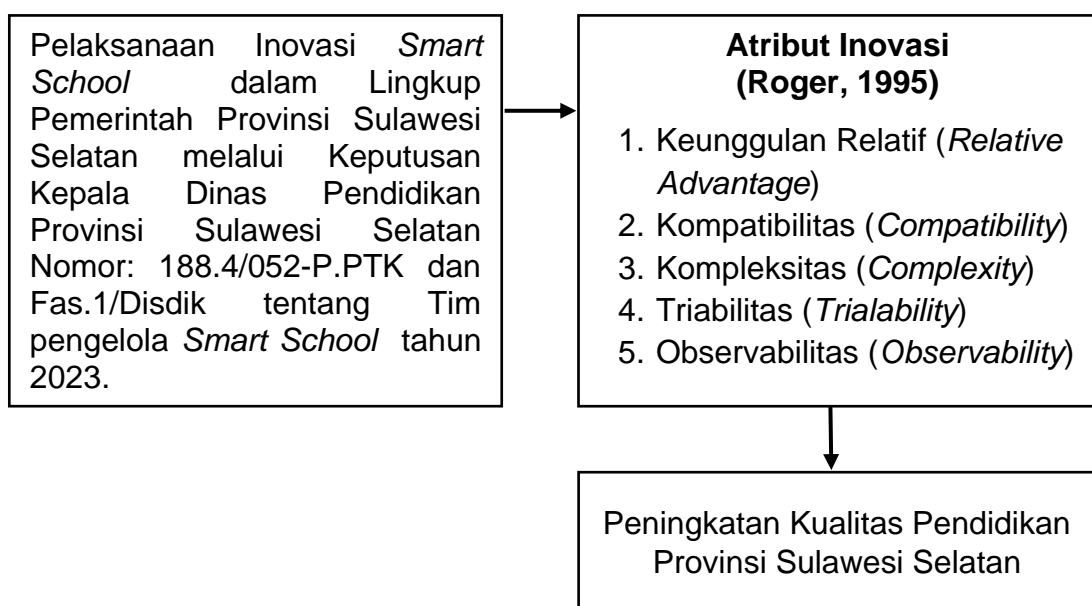 Pelaksanaan Inovasi Smart
School dalam Lingkup
Pemerintah Provinsi Sulawesi
Selatan melalui Keputusan
Kepala Dinas Pendidikan
Provinsi Sulawesi Selatan
Nomor: 188.4/052-P.PTK dan
Fas.1/Disdik tentang Tim
pengelola Smart School tahun
2023.
Atribut Inovasi
(Roger, 1995)
1. Keunggulan Relatif (Relative
Advantage)
2. Kompatibilitas (Compatibility)
3. Kompleksitas (Complexity)
4. Triabilitas (Trialability)
5. Observabilitas (Observability)
Peningkatan Kualitas Pendidikan
Provinsi Sulawesi Selatan